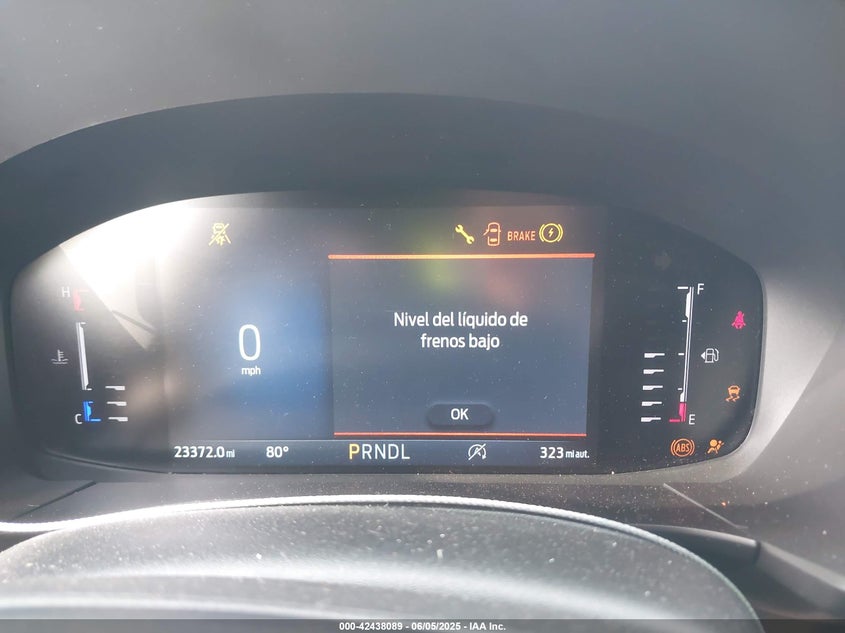 BRAKE
H
F
Nivel del líquido de
frenos bajo
0
mph
C
E
OK
ABS
23372.0 mi 80° PRNDL 323 mi aut.
000-42438089 - 06/05/2025 - IAA Inc.